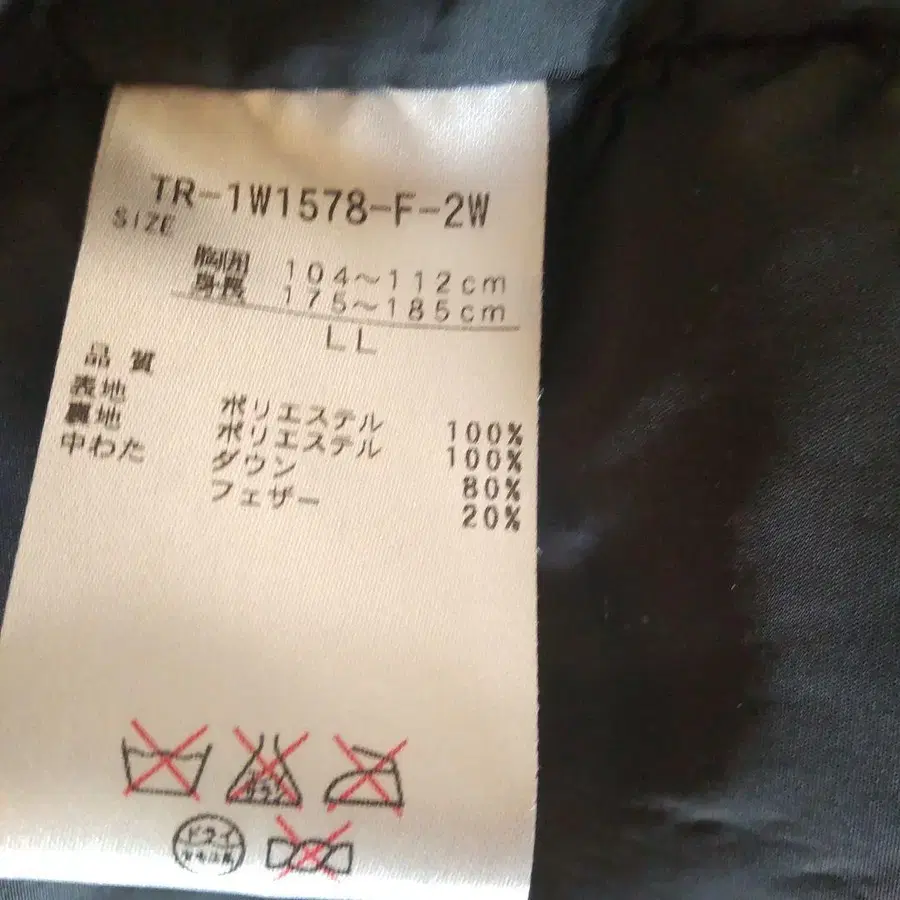 TR-1W1578-F-2W
SIZE
胸囲 104~112cm
身長 175~185cm
LL
品質
表地 ポリエステル 100%
裏地 ポリエステル 100%
中わた ダウン 80%
フェザー 20%
ドライ